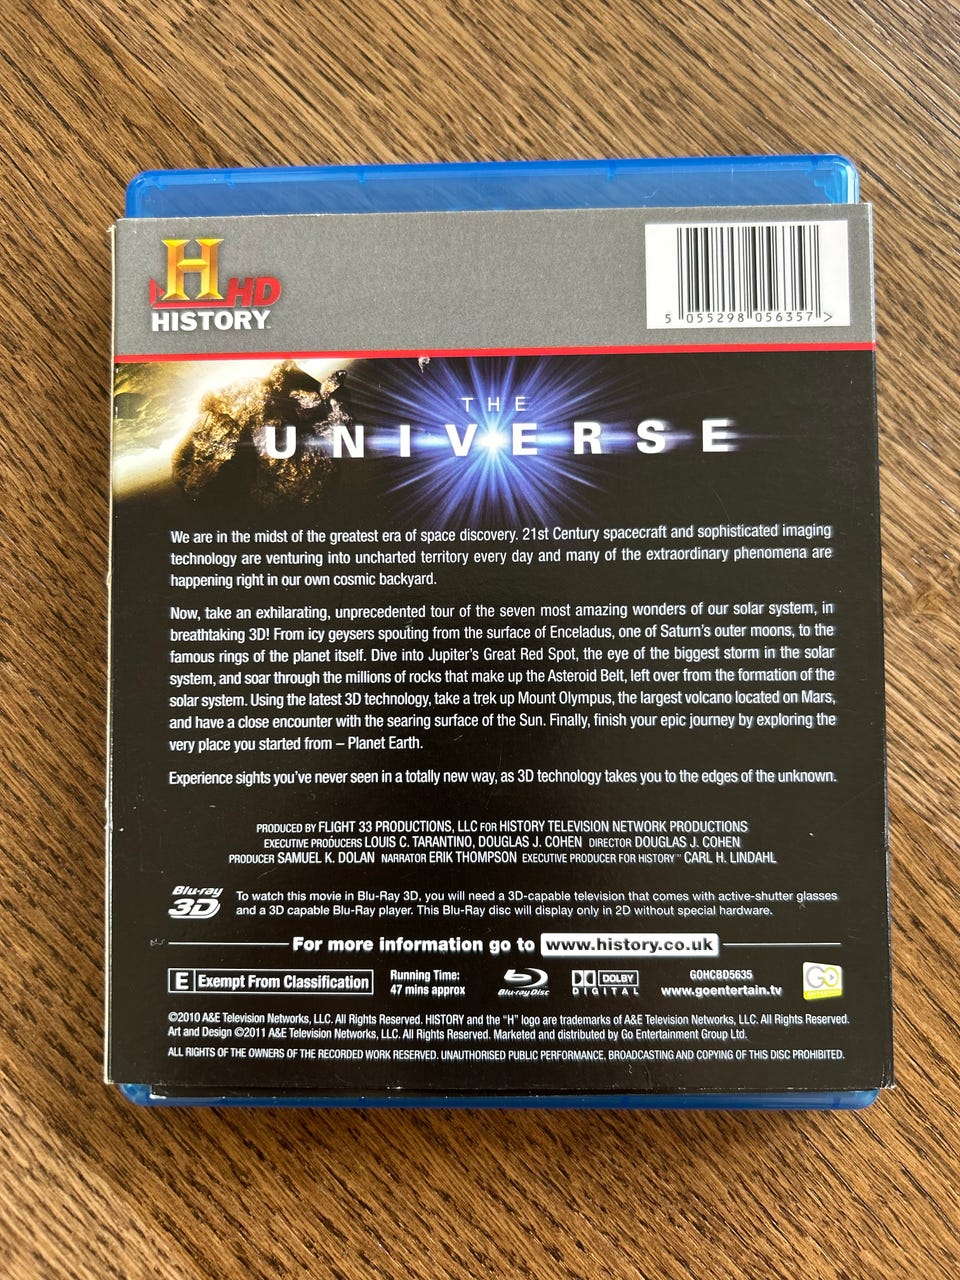 H HD
HISTORY
5 055298 056357 >
THE
UNIVERSE
We are in the midst of the greatest era of space discovery. 21st Century spacecraft and sophisticated imaging
technology are venturing into uncharted territory every day and many of the extraordinary phenomena are
happening right in our own cosmic backyard.
Now, take an exhilarating, unprecedented tour of the seven most amazing wonders of our solar system, in
breathtaking 3D! From icy geysers spouting from the surface of Enceladus, one of Saturn's outer moons, to the
famous rings of the planet itself. Dive into Jupiter's Great Red Spot, the eye of the biggest storm in the solar
system, and soar through the millions of rocks that make up the Asteroid Belt, left over from the formation of the
solar system. Using the latest 3D technology, take a trek up Mount Olympus, the largest volcano located on Mars,
and have a close encounter with the searing surface of the Sun. Finally, finish your epic journey by exploring the
very place you started from – Planet Earth.
Experience sights you've never seen in a totally new way, as 3D technology takes you to the edges of the unknown.
PRODUCED BY FLIGHT 33 PRODUCTIONS, LLC FOR HISTORY TELEVISION NETWORK PRODUCTIONS
EXECUTIVE PRODUCERS LOUIS C. TARANTINO, DOUGLAS J. COHEN DIRECTOR DOUGLAS J. COHEN
PRODUCER SAMUEL K. DOLAN NARRATOR ERIK THOMPSON EXECUTIVE PRODUCER FOR HISTORY™ CARL H. LINDAHL
Blu-ray 3D
To watch this movie in Blu-Ray 3D, you will need a 3D-capable television that comes with active-shutter glasses
and a 3D capable Blu-Ray player. This Blu-Ray disc will display only in 2D without special hardware.
For more information go to www.history.co.uk
E Exempt From Classification
Running Time:
47 mins approx
Blu-ray Disc
DOLBY
DIGITAL
GOHCBD5635
www.goentertain.tv
GO
©2010 A&E Television Networks, LLC. All Rights Reserved. HISTORY and the "H" logo are trademarks of A&E Television Networks, LLC. All Rights Reserved.
Art and Design ©2011 A&E Television Networks, LLC. All Rights Reserved. Marketed and distributed by Go Entertainment Group Ltd.
ALL RIGHTS OF THE OWNERS OF THE RECORDED WORK RESERVED. UNAUTHORISED PUBLIC PERFORMANCE, BROADCASTING AND COPYING OF THIS DISC PROHIBITED.